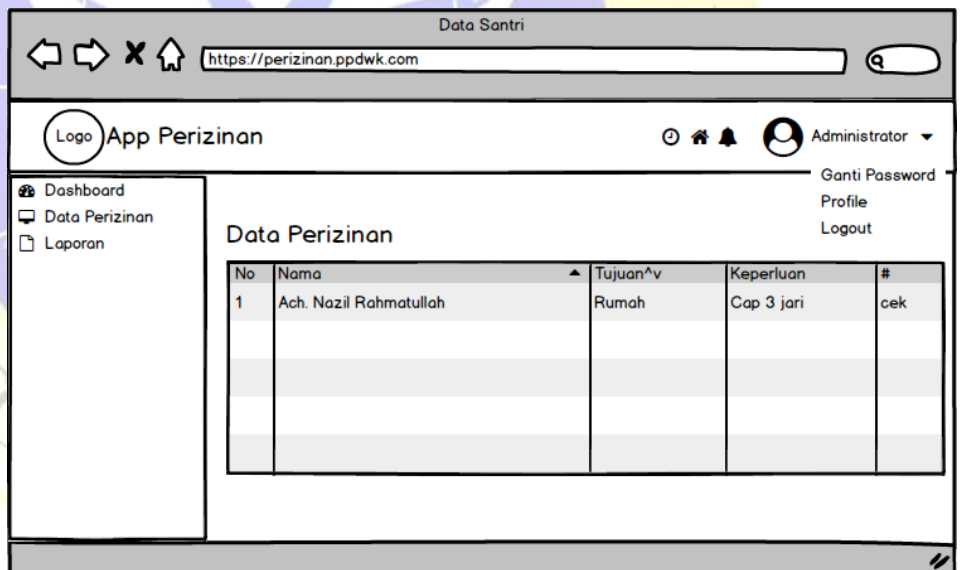 Data Santri
https://perizinan.ppdwk.com
Logo App Perizinan
Administrator
Ganti Password
Profile
Logout
Dashboard
Data Perizinan
Laporan
Data Perizinan
No Nama Tujuan^v Keperluan #
1 Ach. Nazil Rahmatullah Rumah Cap 3 jari cek